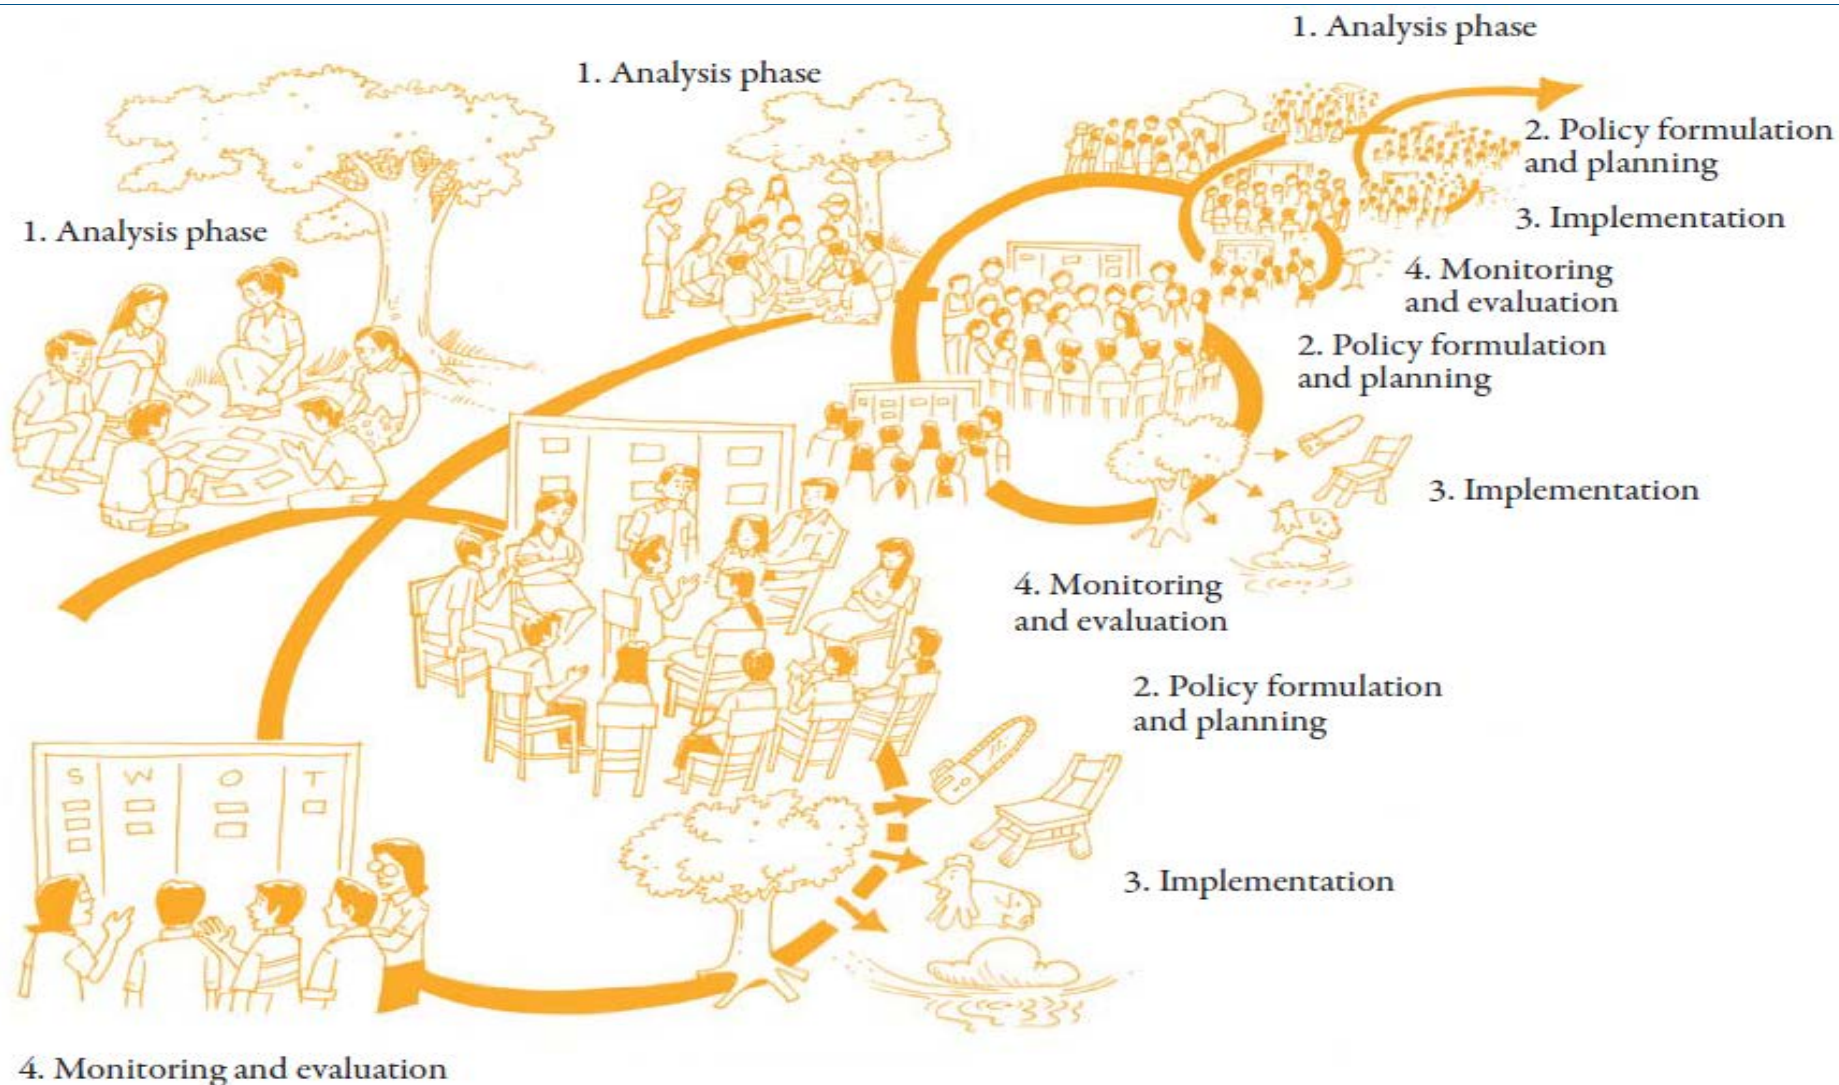 1. Analysis phase
1. Analysis phase
1. Analysis phase
2. Policy formulation
and planning
3. Implementation
4. Monitoring
and evaluation
2. Policy formulation
and planning
3. Implementation
4. Monitoring
and evaluation
2. Policy formulation
and planning
S W O T
3. Implementation
4. Monitoring and evaluation